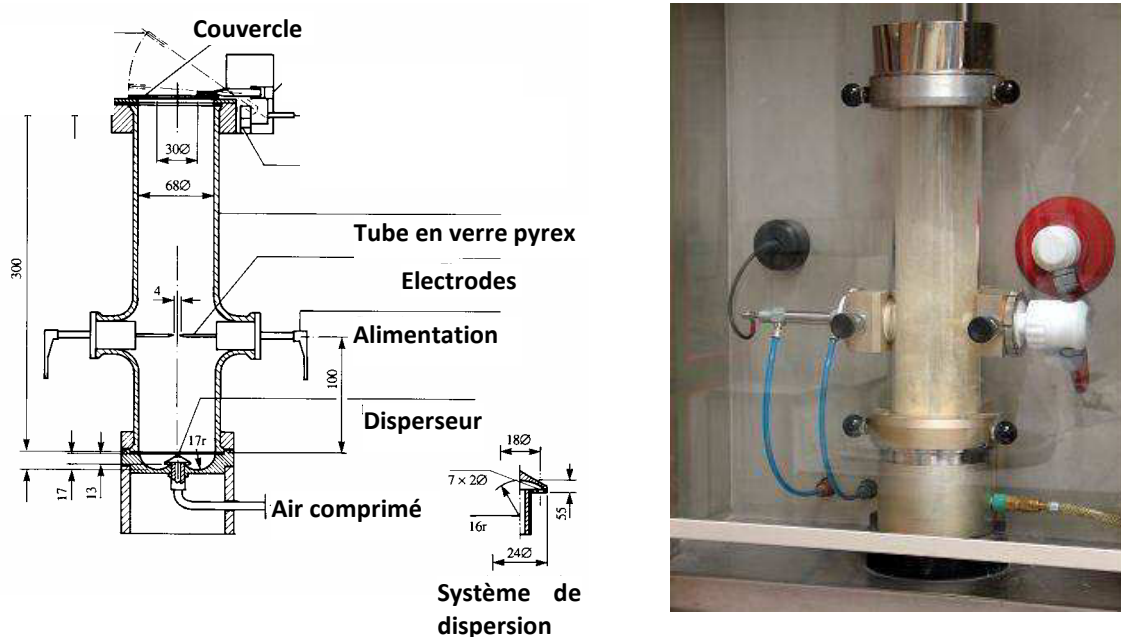 Couvercle
30Ø
68Ø
Tube en verre pyrex
300
Electrodes
4
Alimentation
100
Disperseur
17r
18Ø
7 × 2Ø
17
13
Air comprimé
55
16r
24Ø
Système de
dispersion